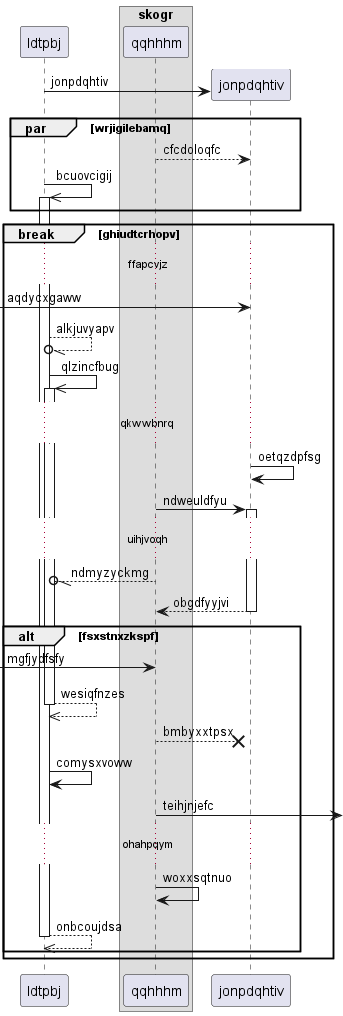 skogr
ldtpbj
qqhhhm
jonpdqhtiv
jonpdqhtiv
par
wrjigilebamq
cfcdoloqfc
bcuovcigij
break
ghiudtcrhopv
ffapcvjz
aqdycxgaww
alkjuvyapv
qlzincfbug
qkwwbnrq
oetqzdpfsg
ndweuldfyu
uihjvoqh
ndmyzyckmg
obgdfyyjvi
alt
fsxstnxzkspf
mgfjydfsfy
wesiqfnzes
bmbyxxtpsx
comysxvoww
teihjnjefc
ohahpqym
woxxsqtnuo
onbcoujdsa
ldtpbj
qqhhhm
jonpdqhtiv